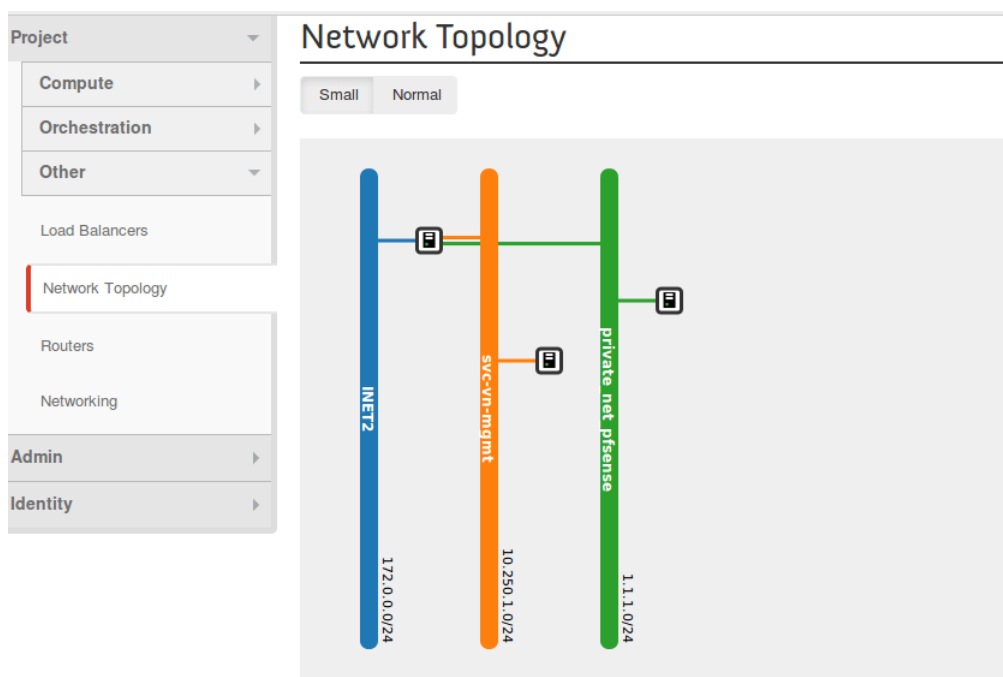 Project
Compute
Orchestration
Other
Load Balancers
Network Topology
Routers
Networking
Admin
Identity
Network Topology
Small Normal
INET2
172.0.0.0/24
svc-vn-mgmt
10.250.1.0/24
private_net_pfsense
1.1.1.0/24